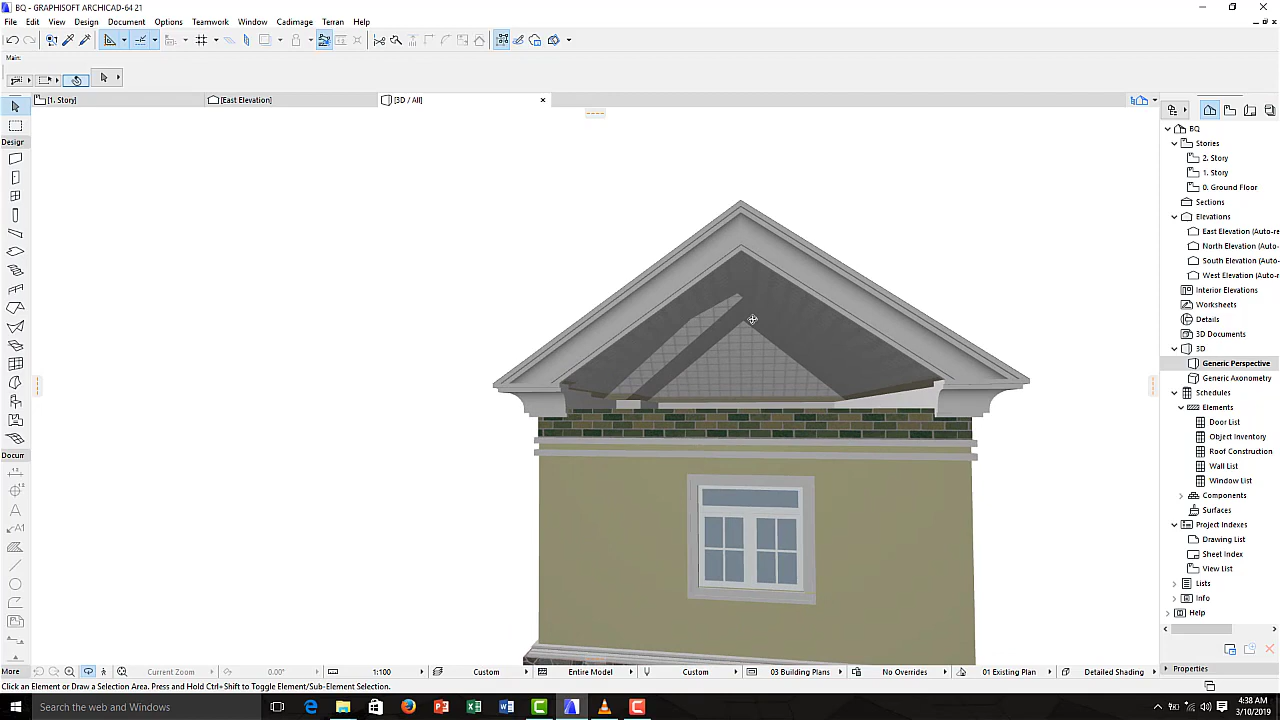 BQ - GRAPHISOFT ARCHICAD-64 21
File Edit View Design Document Options Teamwork Window Cadimage Terran Help
Main:
[1. Story] [East Elevation] [3D / All]
Design
BQ
Stories
2. Story
1. Story
0. Ground Floor
Sections
Elevations
East Elevation (Auto-re
North Elevation (Auto-
South Elevation (Auto-
West Elevation (Auto-r
Interior Elevations
Worksheets
Details
3D Documents
3D
Generic Perspective
Generic Axonometry
Schedules
Elements
Door List
Object Inventory
Roof Construction
Wall List
Window List
Components
Surfaces
Project Indexes
Drawing List
Sheet Index
View List
Lists
Info
Help
Docur
A1
More
Current Zoom 0.00° 1:100 Custom Entire Model Custom 03 Building Plans No Overrides 01 Existing Plan Detailed Shading
Properties
Click an Element or Draw a Selection Area. Press and Hold Ctrl+Shift to Toggle Element/Sub-Element Selection.
Search the web and Windows
4:38 AM
3/10/2019